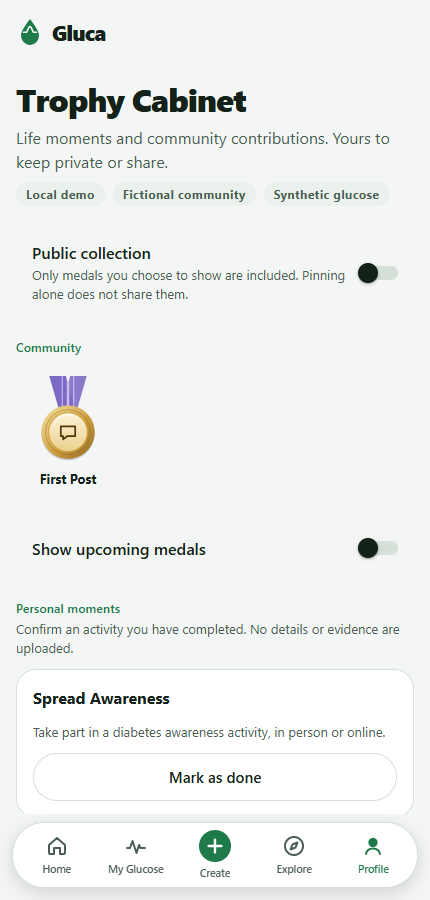 Gluca
Trophy Cabinet
Life moments and community contributions. Yours to
keep private or share.
Local demo
Fictional community
Synthetic glucose
Public collection
Only medals you choose to show are included. Pinning
alone does not share them.
Community
First Post
Show upcoming medals
Personal moments
Confirm an activity you have completed. No details or evidence are
uploaded.
Spread Awareness
Take part in a diabetes awareness activity, in person or online.
Mark as done
Home
My Glucose
Create
Explore
Profile